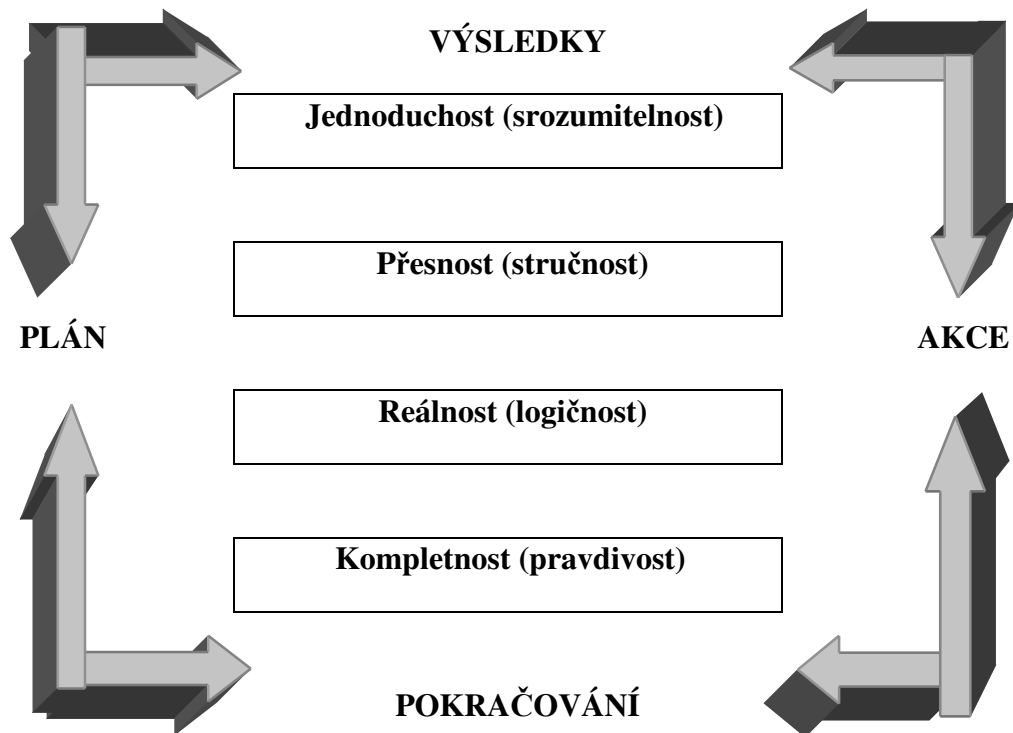 VÝSLEDKY
Jednoduchost (srozumitelnost)
Přesnost (stručnost)
PLÁN
AKCE
Reálnost (logičnost)
Kompletnost (pravdivost)
POKRAČOVÁNÍ